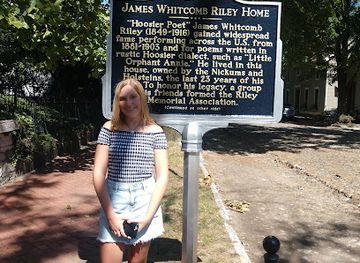 JAMES WHITCOMB RILEY HOME
"Hoosier Poet" James Whitcomb
Riley (1849-1916) gained widespread
fame performing across the U.S. from
1881-1903 and for poems written in
rustic Hoosier dialect, such as "Little
Orphant Annie." He lived in this
house, owned by the Nickums and
Holsteins, the last 23 years of his
To honor his legacy, a group
his friends formed the Riley
Memorial Association.
(Continued on other side)